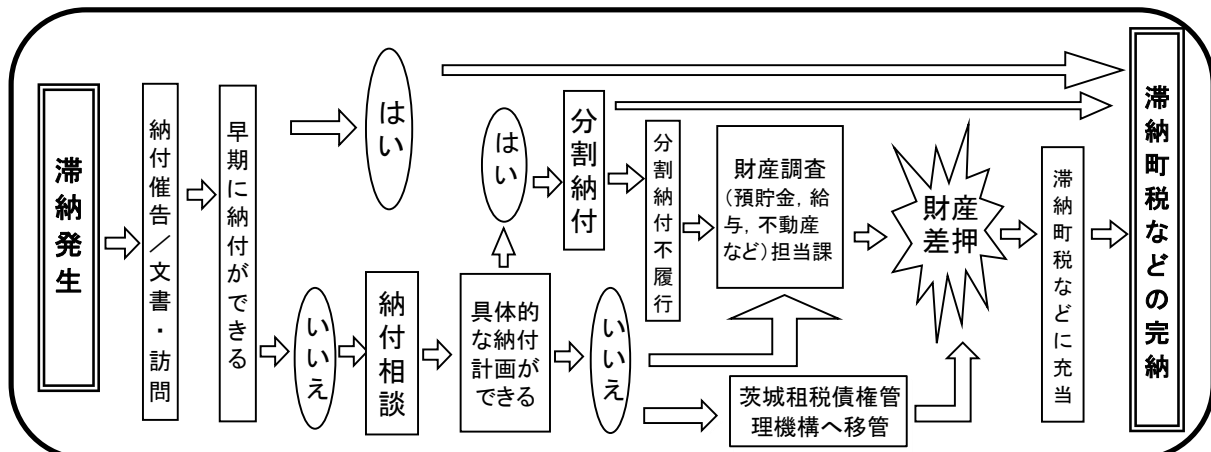 滞納発生
納付催告／文書・訪問
早期に納付ができる
はい
いいえ
納付相談
具体的
な納付
計画が
できる
はい
いいえ
分割納付
分割納付不履行
財産調査
（預貯金，給
与，不動産
など）担当課
茨城租税債権管
理機構へ移管
財産
差押
滞納町税などに充当
滞納町税などの完納